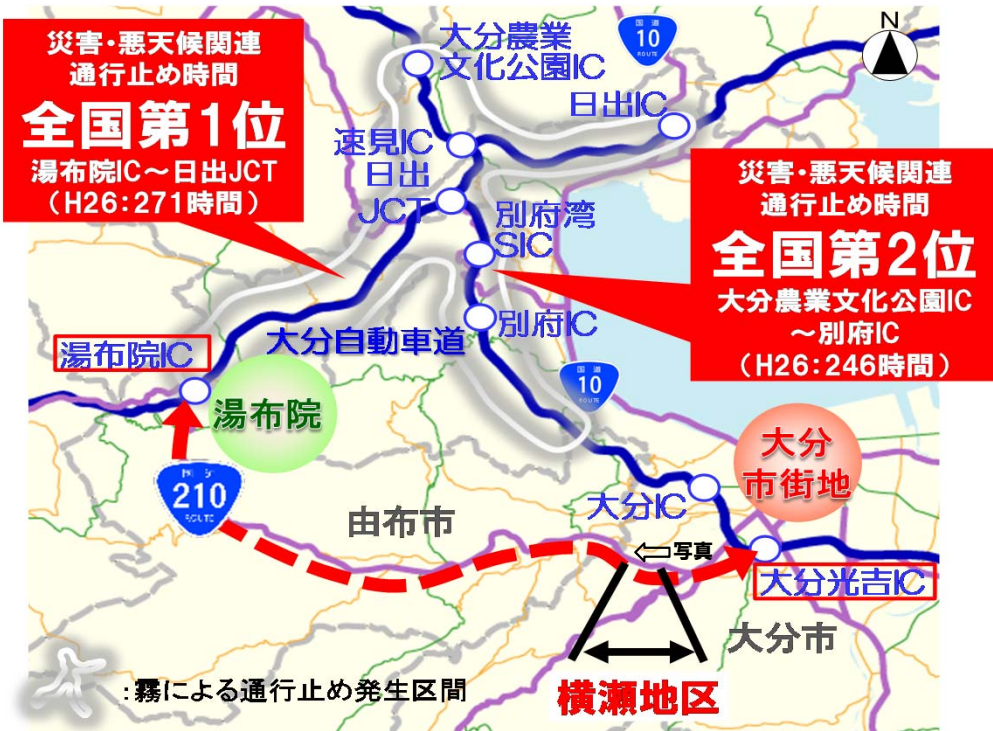 災害・悪天候関連
通行止め時間
全国第1位
湯布院IC～日出JCT
（H26:271時間）
大分農業
文化公園IC
国道
10
ROUTE
N
日出IC
速見IC
日出
JCT
別府湾
SIC
災害・悪天候関連
通行止め時間
全国第2位
大分農業文化公園IC
～別府IC
（H26:246時間）
別府IC
大分自動車道
湯布院IC
湯布院
国道
10
ROUTE
大分
市街地
国道
210
ROUTE
由布市
大分IC
写真
大分光吉IC
大分市
横瀬地区
:霧による通行止め発生区間